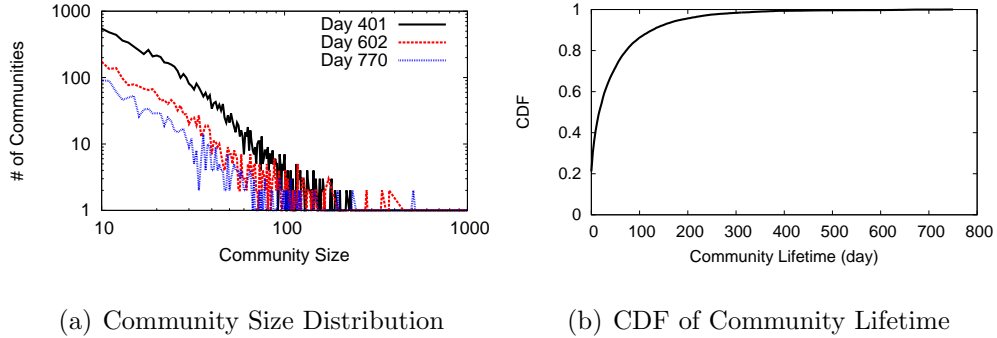 1000
100
10
1
# of Communities
Day 401
Day 602
Day 770
10
100
1000
Community Size
(a) Community Size Distribution
1
0.8
0.6
0.4
0.2
0
CDF
0 100 200 300 400 500 600 700 800
Community Lifetime (day)
(b) CDF of Community Lifetime